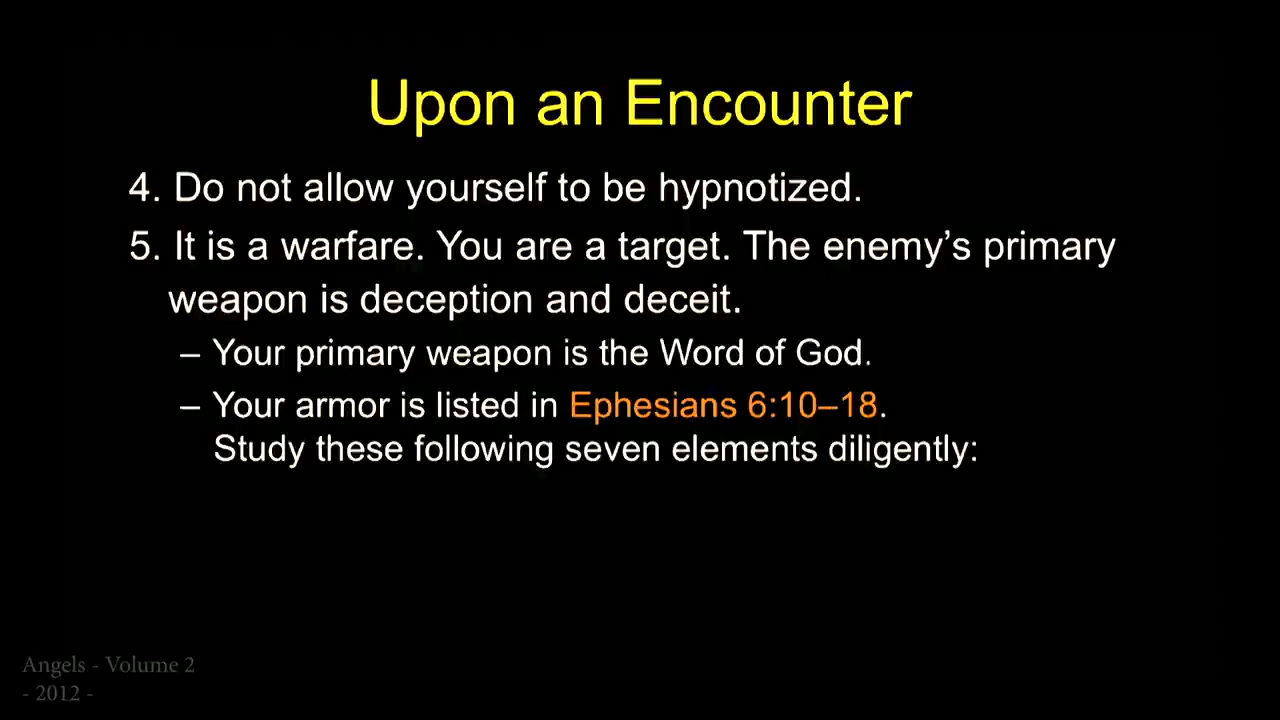 Upon an Encounter
4. Do not allow yourself to be hypnotized.
5. It is a warfare. You are a target. The enemy’s primary
weapon is deception and deceit.
– Your primary weapon is the Word of God.
– Your armor is listed in Ephesians 6:10–18.
Study these following seven elements diligently:
Angels - Volume 2
- 2012 -